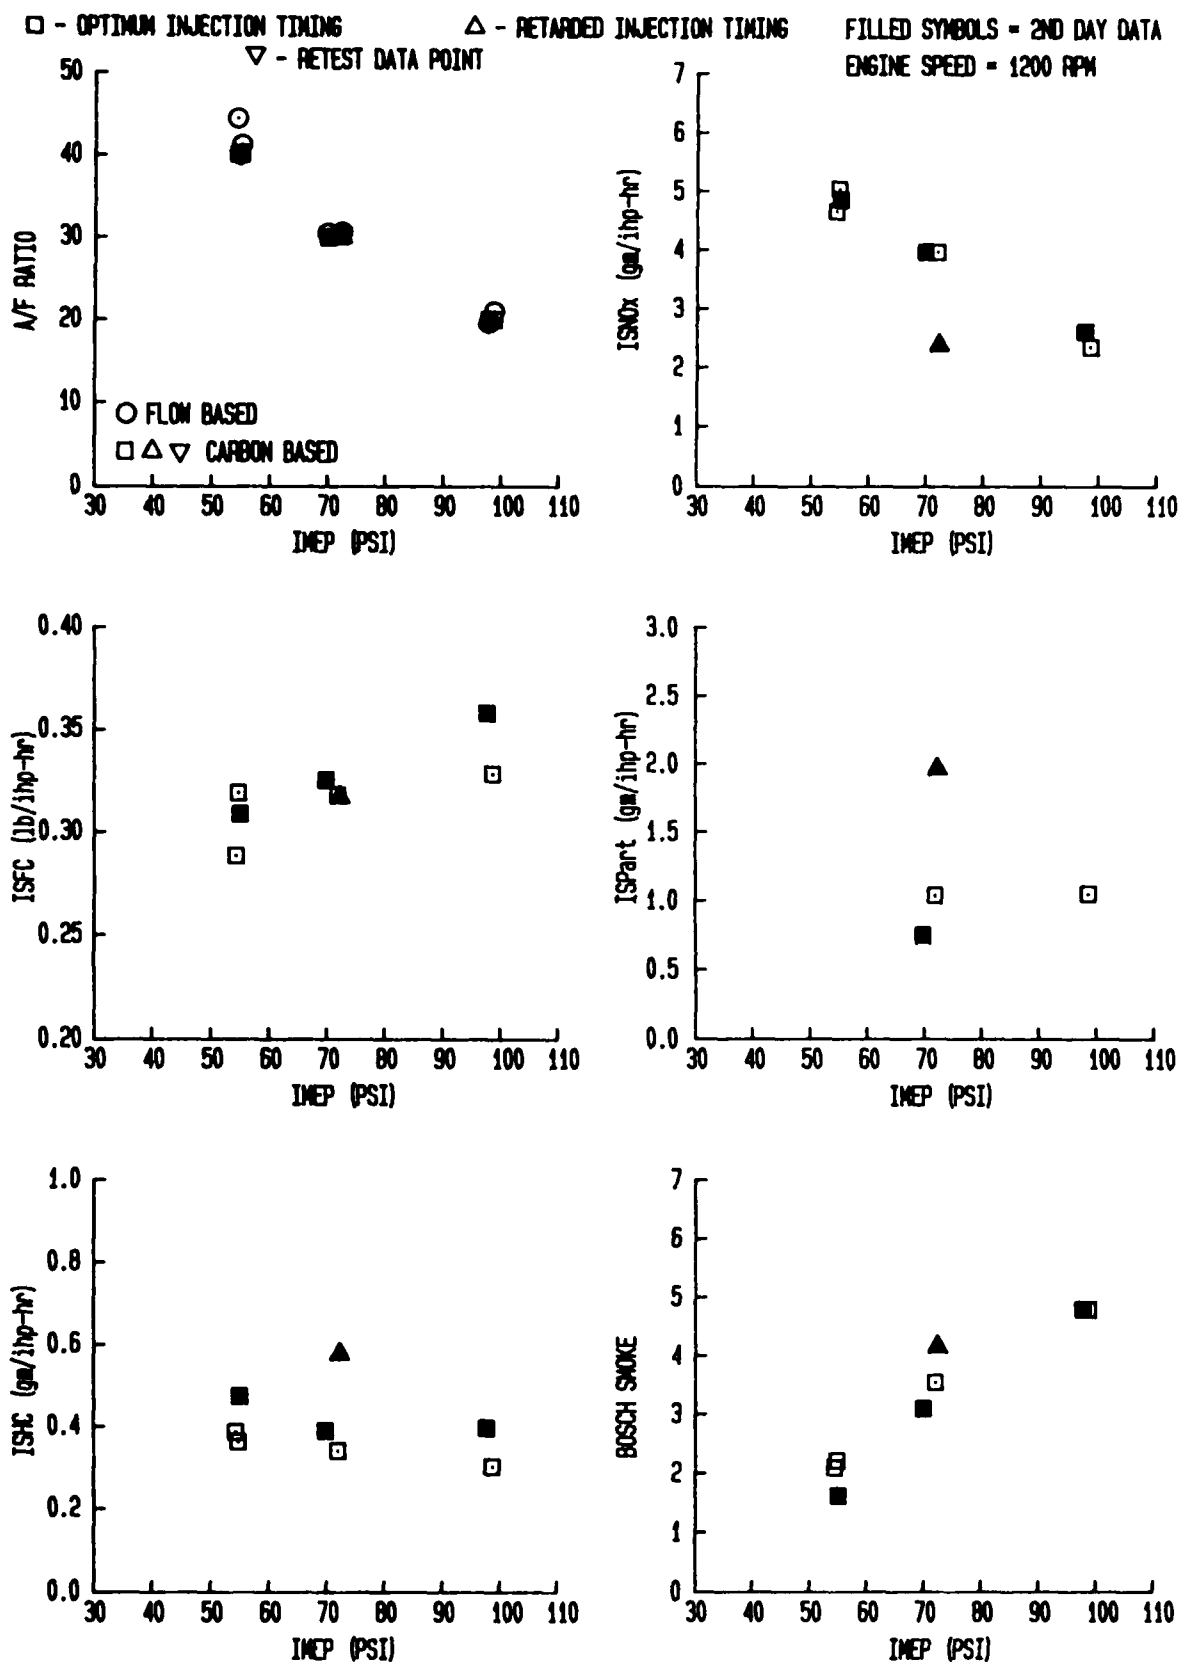 □ - OPTIMUM INJECTION TIMING
△ - RETARDED INJECTION TIMING
FILLED SYMBOLS = 2ND DAY DATA
▽ - RETEST DATA POINT
ENGINE SPEED = 1200 RPM
50
40
30
20
10
0
A/F RATIO
○ FLOW BASED
□ △ ▽ CARBON BASED
30 40 50 60 70 80 90 100 110
IMEP (PSI)
7
6
5
4
3
2
1
0
ISNOx (gm/ihp-hr)
30 40 50 60 70 80 90 100 110
IMEP (PSI)
0.40
0.35
0.30
0.25
0.20
ISFC (lb/ihp-hr)
30 40 50 60 70 80 90 100 110
IMEP (PSI)
3.0
2.5
2.0
1.5
1.0
0.5
0.0
ISPart (gm/ihp-hr)
30 40 50 60 70 80 90 100 110
IMEP (PSI)
1.0
0.8
0.6
0.4
0.2
0.0
ISHC (gm/ihp-hr)
30 40 50 60 70 80 90 100 110
IMEP (PSI)
7
6
5
4
3
2
1
0
BOSCH SMOKE
30 40 50 60 70 80 90 100 110
IMEP (PSI)